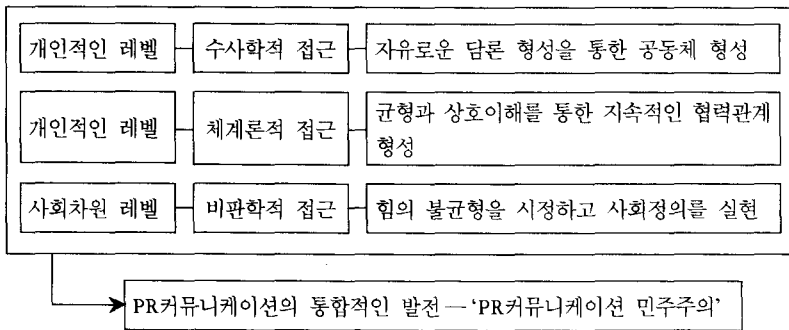 개인적인 레벨 수사학적 접근 자유로운 담론 형성을 통한 공동체 형성
개인적인 레벨 체계론적 접근 균형과 상호이해를 통한 지속적인 협력관계
형성
사회차원 레벨 비판학적 접근 힘의 불균형을 시정하고 사회정의를 실현
PR커뮤니케이션의 통합적인 발전 — ‘PR커뮤니케이션 민주주의’